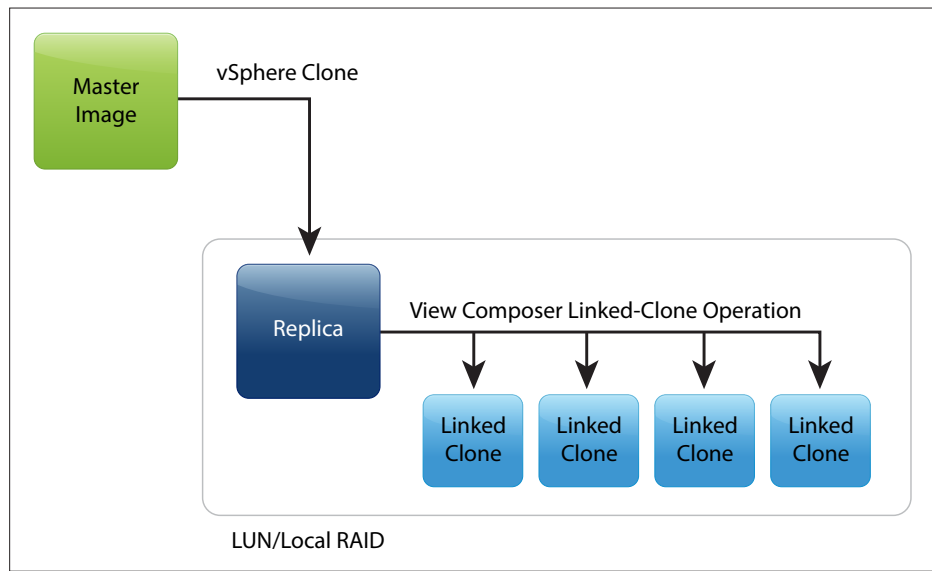 Master
Image
vSphere Clone
Replica
View Composer Linked-Clone Operation
Linked
Clone
Linked
Clone
Linked
Clone
Linked
Clone
LUN/Local RAID